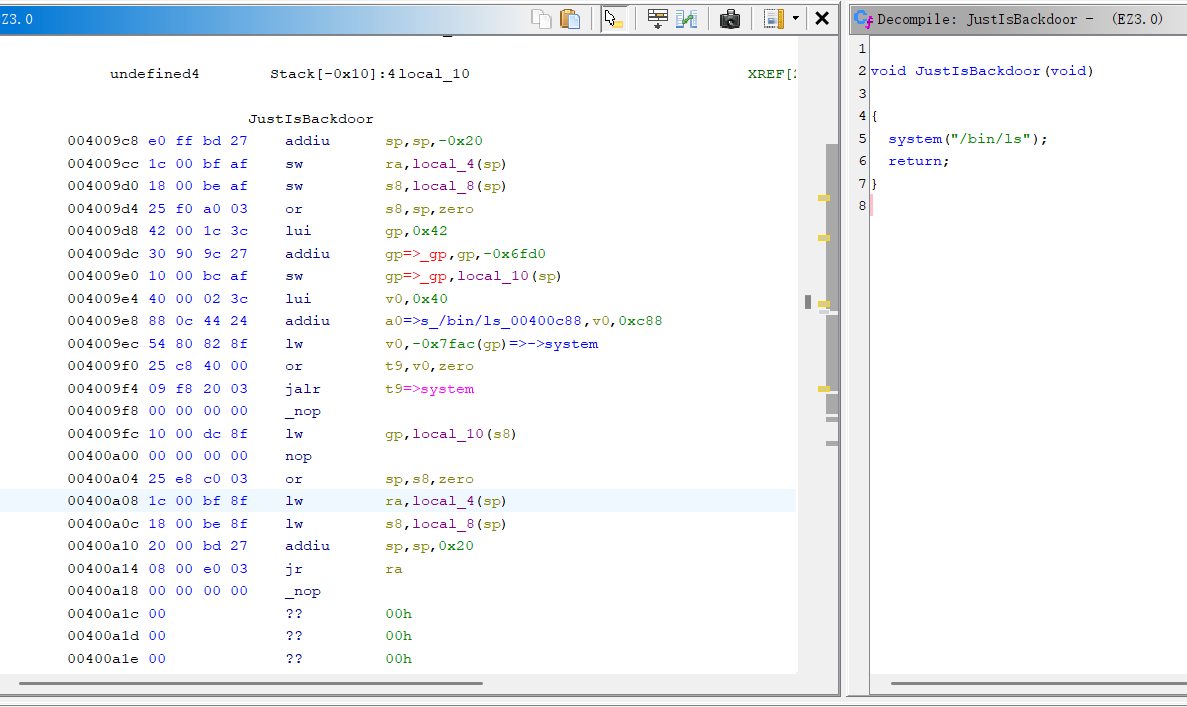 EZ3.0
undefined4 Stack[-0x10]:4 local_10 XREF[2
JustIsBackdoor
004009c8 e0 ff bd 27 addiu sp,sp,-0x20
004009cc 1c 00 bf af sw ra,local_4(sp)
004009d0 18 00 be af sw s8,local_8(sp)
004009d4 25 f0 a0 03 or s8,sp,zero
004009d8 42 00 1c 3c lui gp,0x42
004009dc 30 90 9c 27 addiu gp=>_gp,gp,-0x6fd0
004009e0 10 00 bc af sw gp=>_gp,local_10(sp)
004009e4 40 00 02 3c lui v0,0x40
004009e8 88 0c 44 24 addiu a0=>s_/bin/ls_00400c88,v0,0xc88
004009ec 54 80 82 8f lw v0,-0x7fac(gp)=>->system
004009f0 25 c8 40 00 or t9,v0,zero
004009f4 09 f8 20 03 jalr t9=>system
004009f8 00 00 00 00 _nop
004009fc 10 00 dc 8f lw gp,local_10(s8)
00400a00 00 00 00 00 nop
00400a04 25 e8 c0 03 or sp,s8,zero
00400a08 1c 00 bf 8f lw ra,local_4(sp)
00400a0c 18 00 be 8f lw s8,local_8(sp)
00400a10 20 00 bd 27 addiu sp,sp,0x20
00400a14 08 00 e0 03 jr ra
00400a18 00 00 00 00 _nop
00400a1c 00 ?? 00h
00400a1d 00 ?? 00h
00400a1e 00 ?? 00h
Decompile: JustIsBackdoor - (EZ3.0)
1
2 void JustIsBackdoor(void)
3
4 {
5 system("/bin/ls");
6 return;
7 }
8